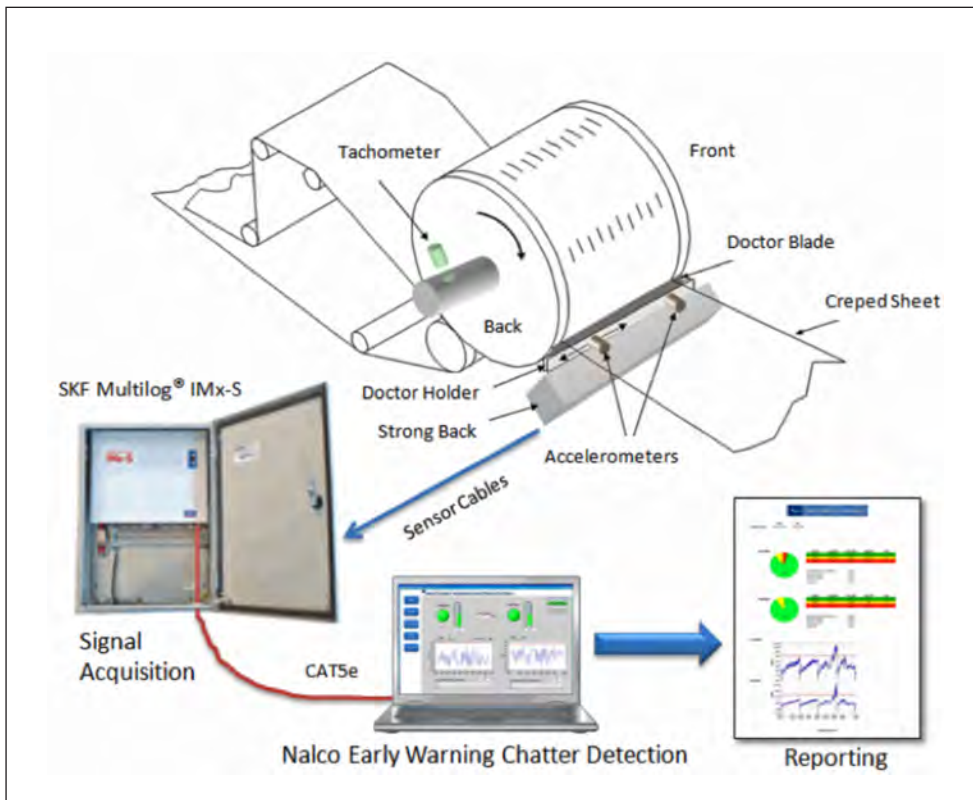 Tachometer
Front
Doctor Blade
Creped Sheet
Back
Doctor Holder
SKF Multilog® IMx-S
Strong Back
Accelerometers
Sensor Cables
IMx-S
Signal
Acquisition
CAT5e
Nalco Early Warning Chatter Detection
Reporting